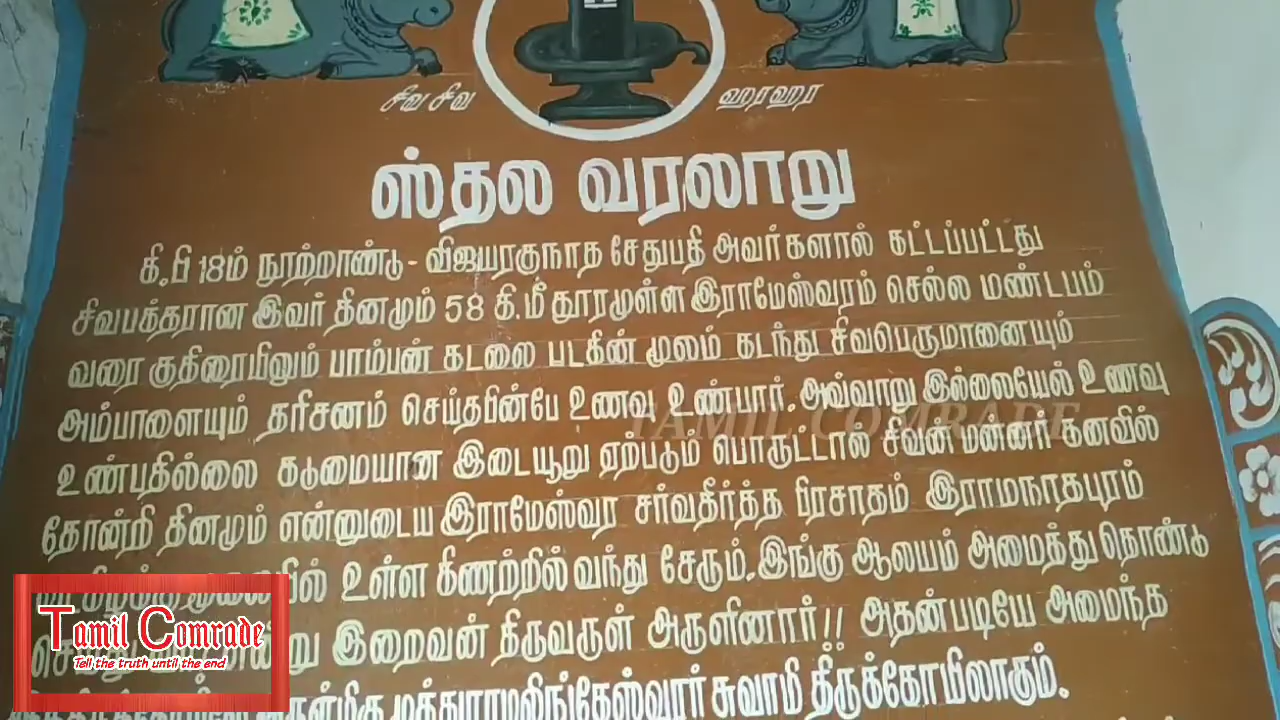 சிவ சிவ ஹர ஹர
ஸ்தல வரலாறு
கி.பி 18ம் நூற்றாண்டு - விஜயரகுநாத சேதுபதி அவர்களால் கட்டப்பட்டது
சிவபக்தரான இவர் தினமும் 58 கி.மீ தூரமுள்ள இராமேஸ்வரம் செல்ல மண்டபம்
வரை குதிரையிலும் பாம்பன் கடலை படகின் மூலம் கடந்து சிவபெருமானையும்
அம்பாளையும் தரிசனம் செய்தபின்பே உணவு உண்பார். அவ்வாறு இல்லையேல் உணவு
TAMIL COMRADE
உண்பதில்லை கடுமையான இடையூறு ஏற்படும் பொருட்டால் சிவன் மன்னர் கனவில்
தோன்றி தினமும் என்னுடைய இராமேஸ்வர சர்வதீர்த்த பிரசாதம் இராமநாதபுரம்
உள்ள கிணற்றில் வந்து சேரும். இங்கு ஆலயம் அமைத்து தொண்டு
இறைவன் திருவருள் அருளினார்!! அதன் படியே அமைந்த
முத்துராமலிங்கேஸ்வரர் சுவாமி திருக்கோயிலாகும்.
Tamil Comrade
Tell the truth until the end